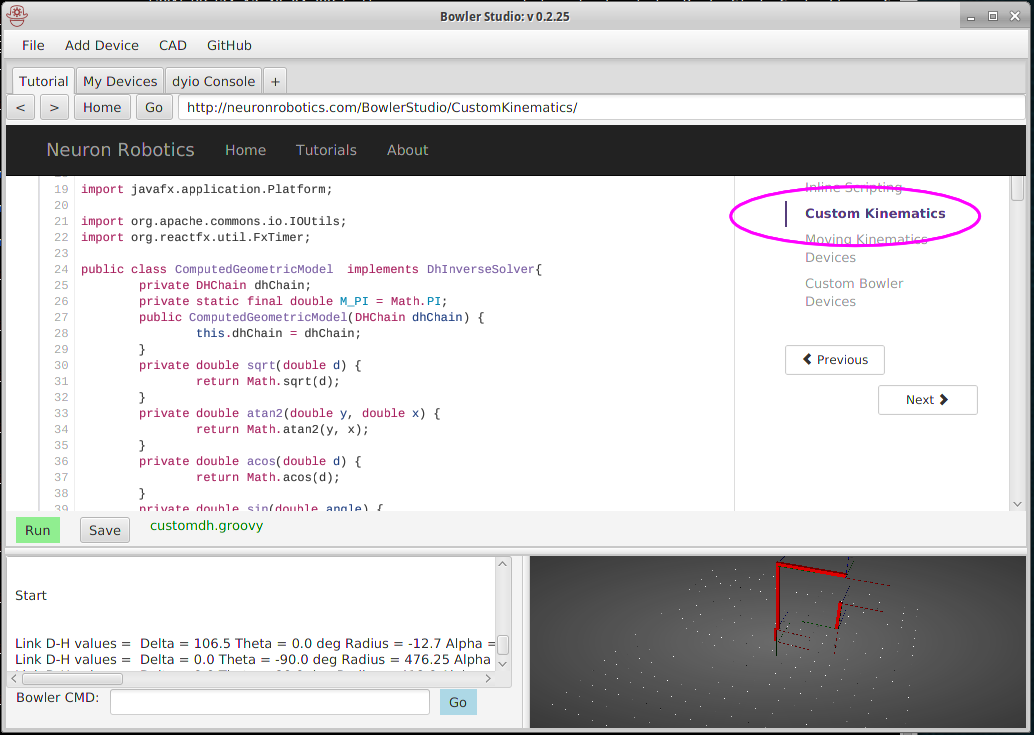 Bowler Studio: v 0.2.25
File Add Device CAD GitHub
Tutorial My Devices dyio Console +
< > Home Go http://neuronrobotics.com/BowlerStudio/CustomKinematics/
Neuron Robotics Home Tutorials About
19 import javafx.application.Platform;
20
21 import org.apache.commons.io.IOUtils;
22 import org.reactfx.util.FxTimer;
23
24 public class ComputedGeometricModel implements DhInverseSolver{
25 private DHChain dhChain;
26 private static final double M_PI = Math.PI;
27 public ComputedGeometricModel(DHChain dhChain) {
28 this.dhChain = dhChain;
29 }
30 private double sqrt(double d) {
31 return Math.sqrt(d);
32 }
33 private double atan2(double y, double x) {
34 return Math.atan2(y, x);
35 }
36 private double acos(double d) {
37 return Math.acos(d);
38 }
39 private double sin(double angle) {
Inline Scripting
Custom Kinematics
Moving Kinematics
Devices
Custom Bowler
Devices
Previous
Next
Run Save customdh.groovy
Start
Link D-H values = Delta = 106.5 Theta = 0.0 deg Radius = -12.7 Alpha =
Link D-H values = Delta = 0.0 Theta = -90.0 deg Radius = 476.25 Alpha
Bowler CMD: Go